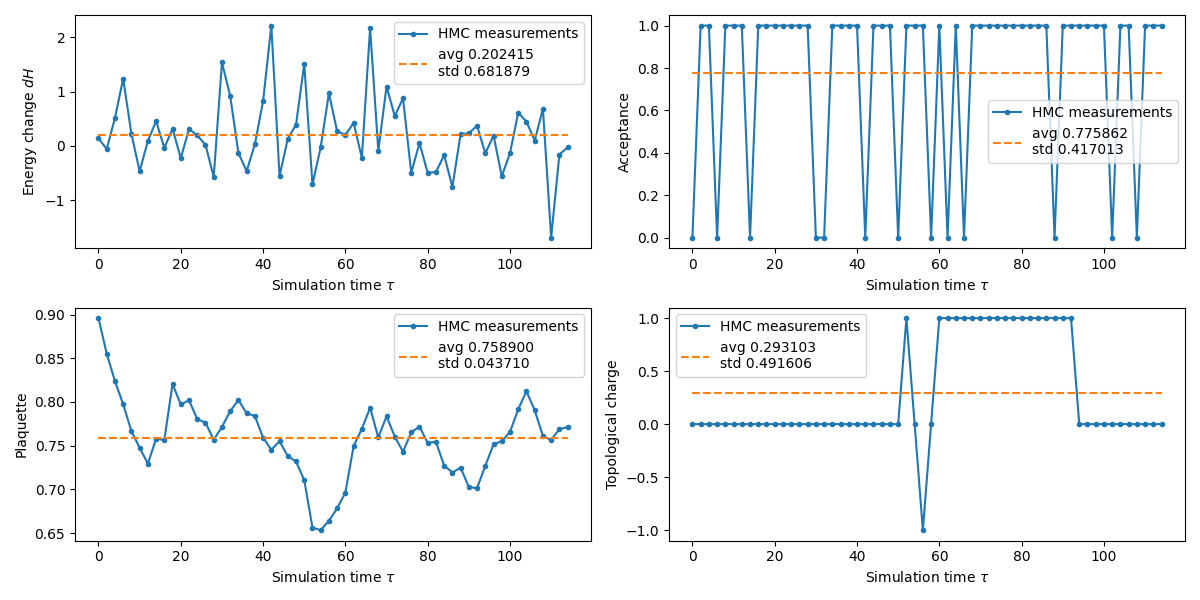 Energy change dH
2
1
0
−1
0
20
40
60
80
100
Simulation time τ
HMC measurements
avg 0.202415
std 0.681879
Acceptance
1.0
0.8
0.6
0.4
0.2
0.0
0
20
40
60
80
100
Simulation time τ
HMC measurements
avg 0.775862
std 0.417013
Plaquette
0.90
0.85
0.80
0.75
0.70
0.65
0
20
40
60
80
100
Simulation time τ
HMC measurements
avg 0.758900
std 0.043710
Topological charge
1.0
0.5
0.0
−0.5
−1.0
0
20
40
60
80
100
Simulation time τ
HMC measurements
avg 0.293103
std 0.491606